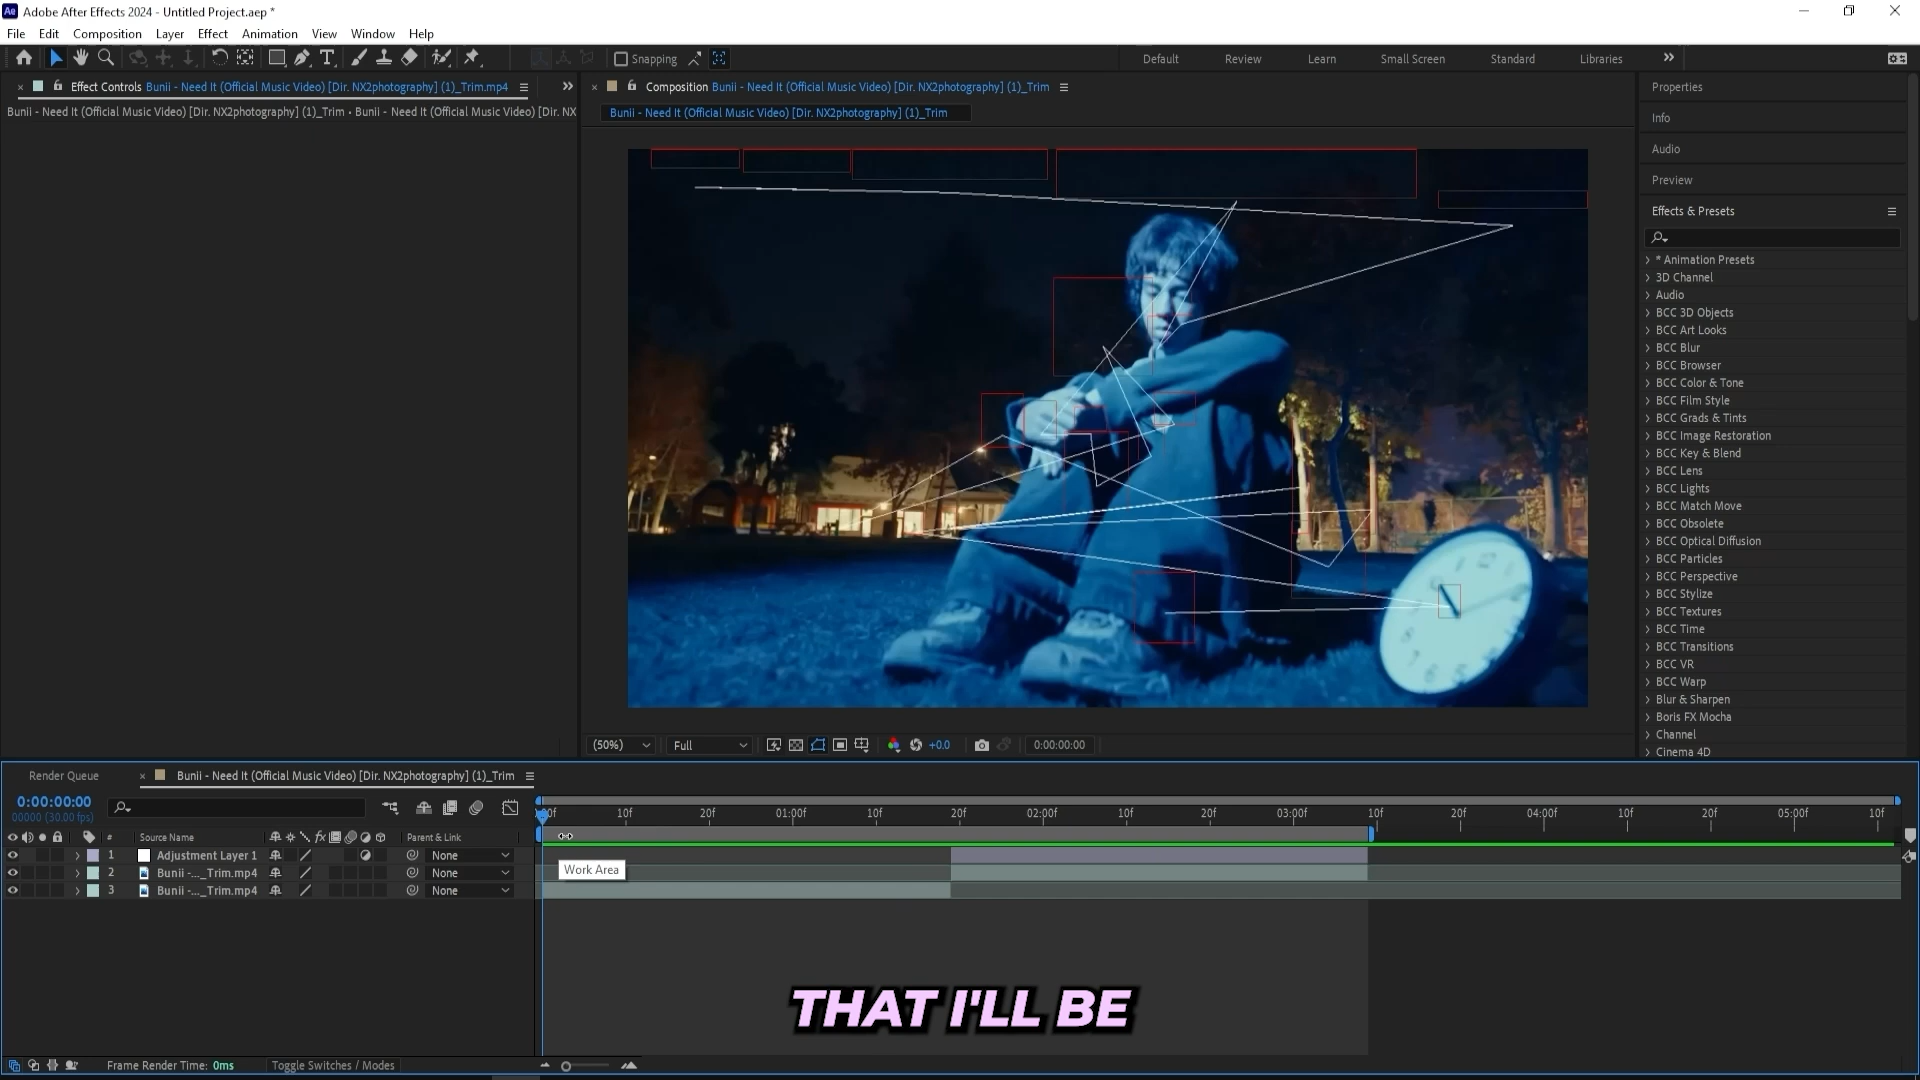 Ae Adobe After Effects 2024 - Untitled Project.aep *
File Edit Composition Layer Effect Animation View Window Help
Snapping
Default Review Learn Small Screen Standard Libraries
Effect Controls Bunii - Need It (Official Music Video) [Dir. NX2photography] (1)_Trim.mp4
Bunii - Need It (Official Music Video) [Dir. NX2photography] (1)_Trim • Bunii - Need It (Official Music Video) [Dir. NX
Composition Bunii - Need It (Official Music Video) [Dir. NX2photography] (1)_Trim
Bunii - Need It (Official Music Video) [Dir. NX2photography] (1)_Trim
(50%) Full +0.0 0:00:00:00
Properties
Info
Audio
Preview
Effects & Presets
* Animation Presets
3D Channel
Audio
BCC 3D Objects
BCC Art Looks
BCC Blur
BCC Browser
BCC Color & Tone
BCC Film Style
BCC Grads & Tints
BCC Image Restoration
BCC Key & Blend
BCC Lens
BCC Lights
BCC Match Move
BCC Obsolete
BCC Optical Diffusion
BCC Particles
BCC Perspective
BCC Stylize
BCC Textures
BCC Time
BCC Transitions
BCC VR
BCC Warp
Blur & Sharpen
Boris FX Mocha
Channel
Cinema 4D
Render Queue
Bunii - Need It (Official Music Video) [Dir. NX2photography] (1)_Trim
0:00:00:00
00000 (30.00 fps)
10f 20f 01:00f 10f 20f 02:00f 10f 20f 03:00f 10f 20f 04:00f 10f 20f 05:00f 10f
# Source Name fx Parent & Link
1 Adjustment Layer 1 None
2 Bunii -..._Trim.mp4 None
3 Bunii -..._Trim.mp4 None
Work Area
THAT I'LL BE
Frame Render Time: 0ms Toggle Switches / Modes